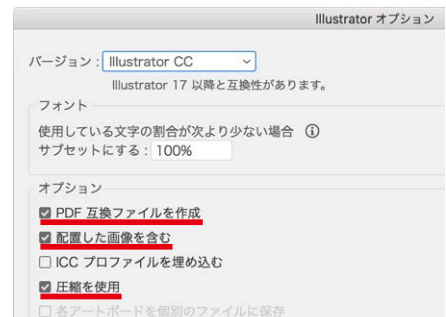 Illustrator オプション
バージョン : Illustrator CC
Illustrator 17 以降と互換性があります。
フォント
使用している文字の割合が次より少ない場合
サブセットにする : 100%
オプション
PDF 互換ファイルを作成
配置した画像を含む
ICC プロファイルを埋め込む
圧縮を使用
各アートボードを個別のファイルに保存